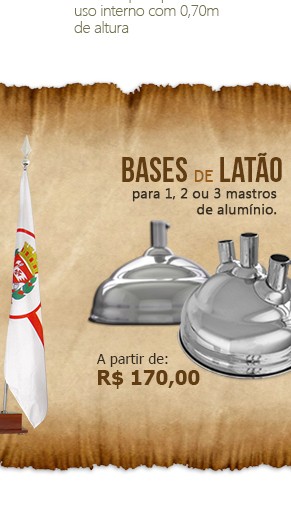 uso interno com 0,70m
de altura
BASES DE LATÃO
para 1, 2 ou 3 mastros
de alumínio.
A partir de:
R$ 170,00